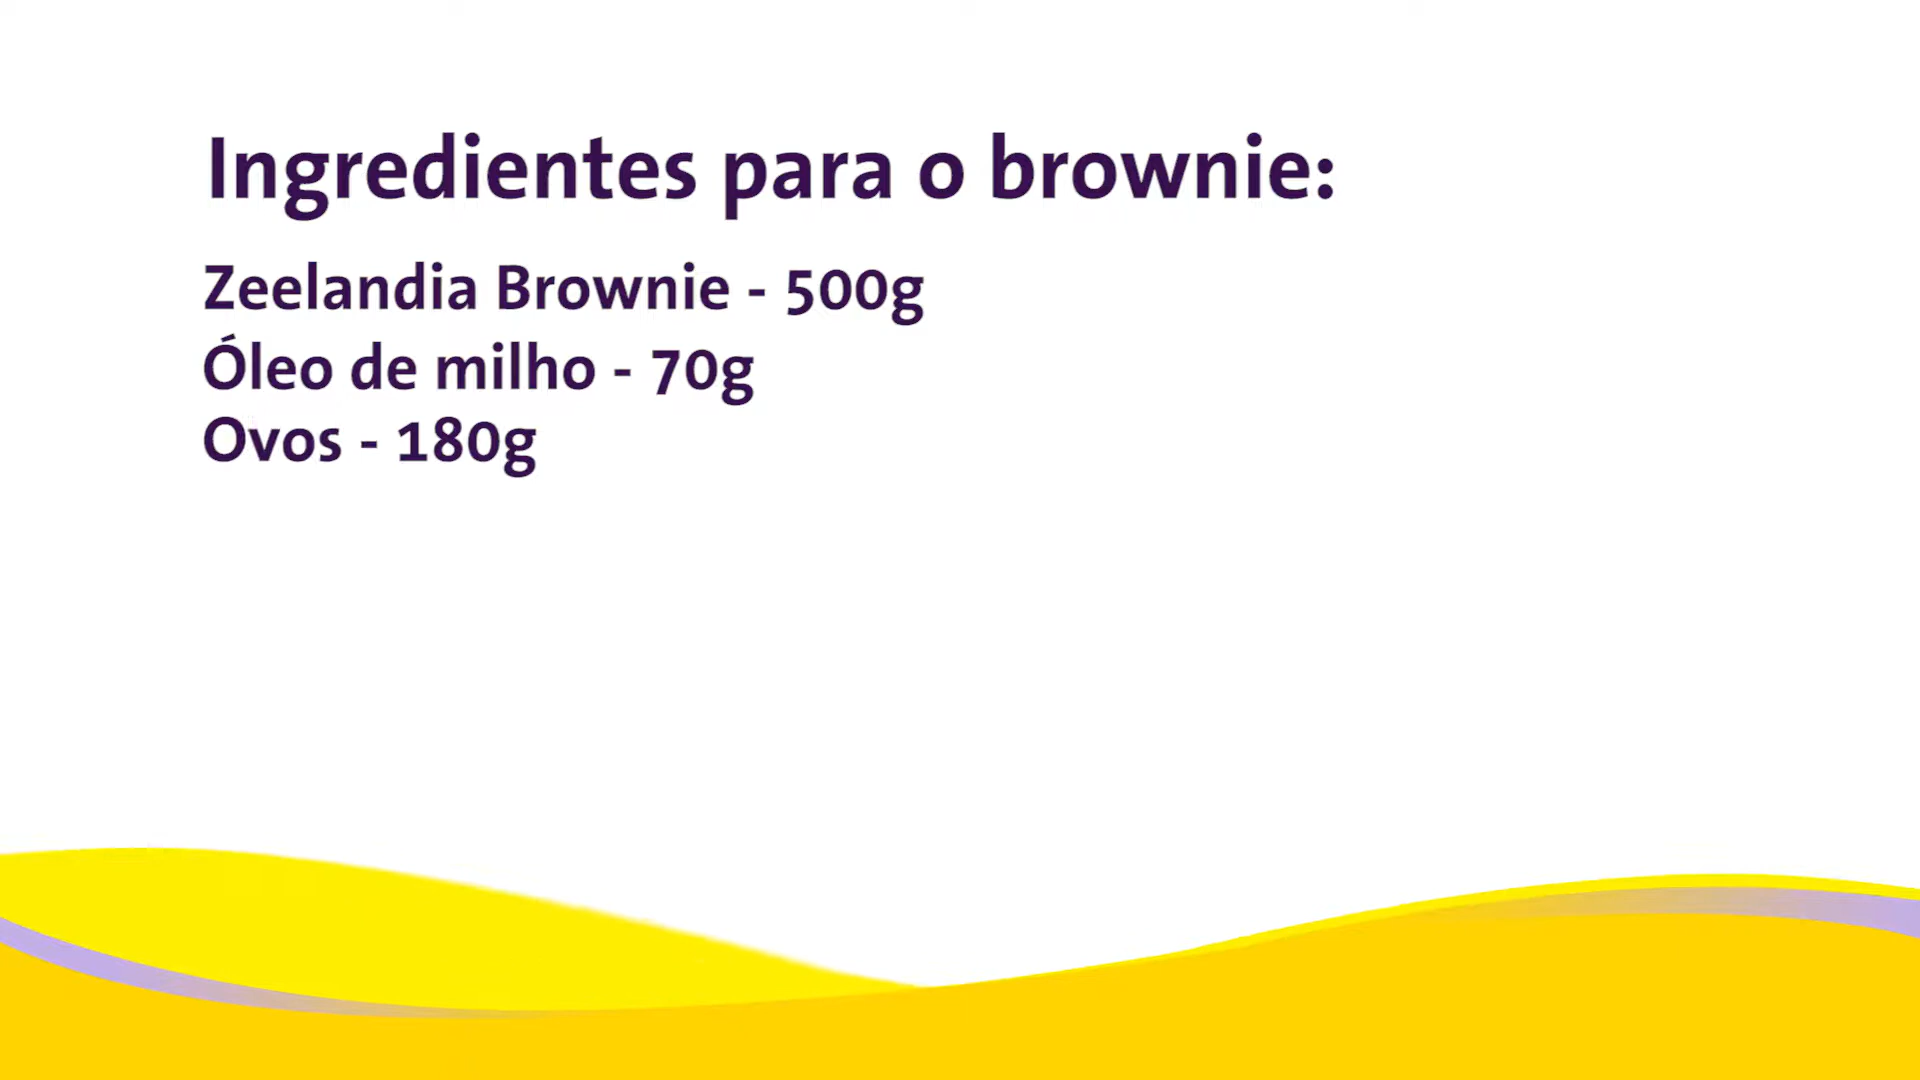 Ingredientes para o brownie:
Zeelandia Brownie - 500g
Óleo de milho - 70g
Ovos - 180g